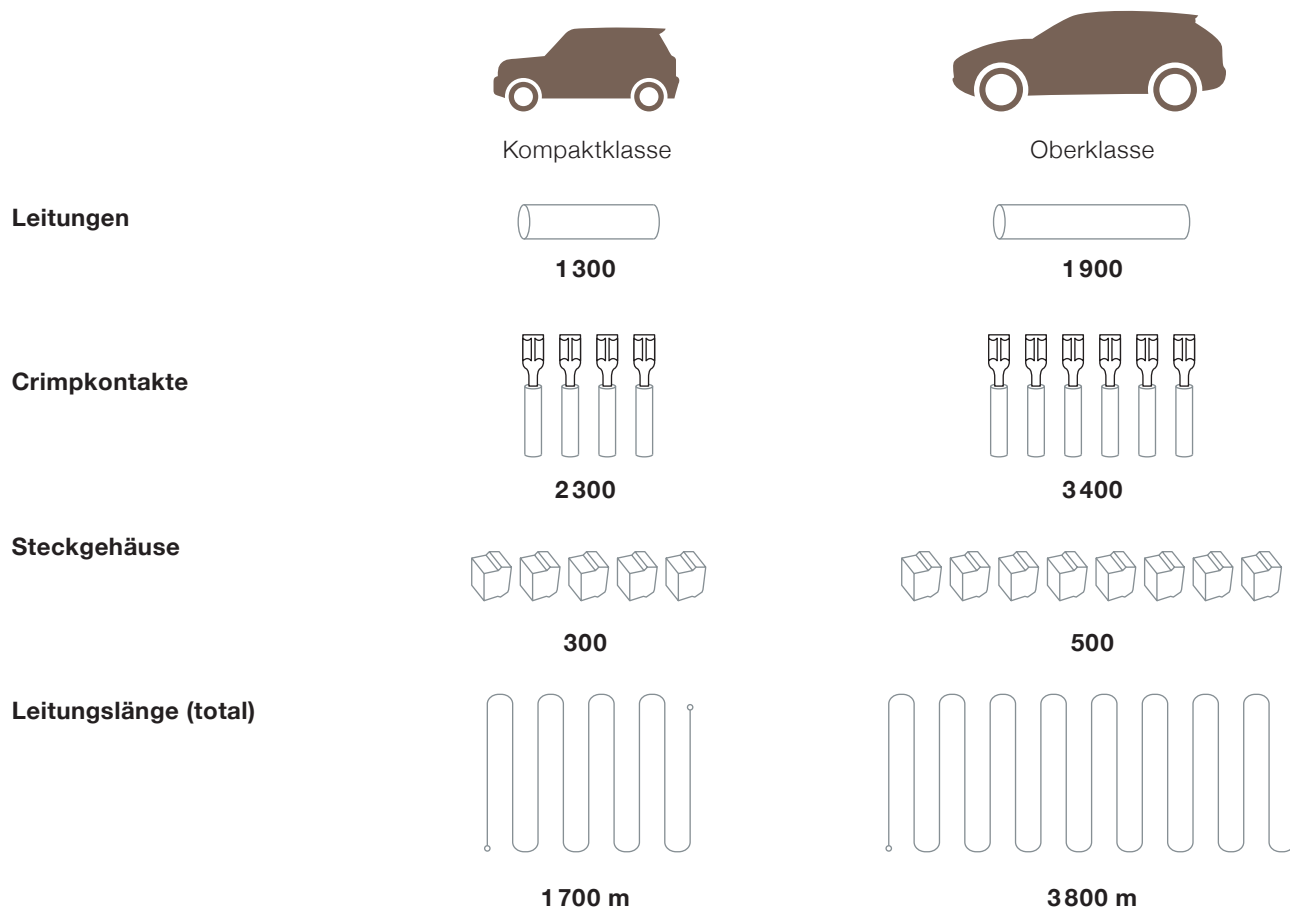 Kompaktklasse Oberklasse
Leitungen
1 300 1 900
Crimpkontakte
2 300 3 400
Steckgehäuse
300 500
Leitungslänge (total)
1 700 m 3 800 m